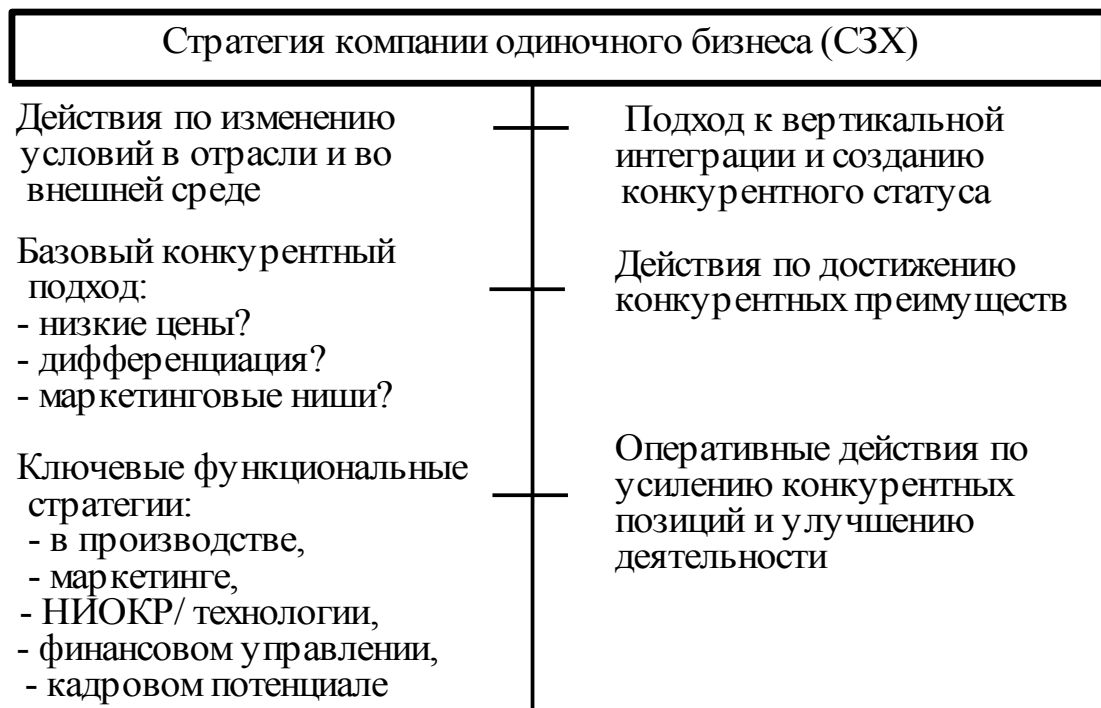 Стратегия компании одиночного бизнеса (СЗХ)
Действия по изменению
условий в отрасли и во
внешней среде
Подход к вертикальной
интеграции и созданию
конкурентного статуса
Базовый конкурентный
подход:
- низкие цены?
- дифференциация?
- маркетинговые ниши?
Действия по достижению
конкурентных преимуществ
Ключевые функциональные
стратегии:
- в производстве,
- маркетинге,
- НИОКР/ технологии,
- финансовом управлении,
- кадровом потенциале
Оперативные действия по
усилению конкурентных
позиций и улучшению
деятельности